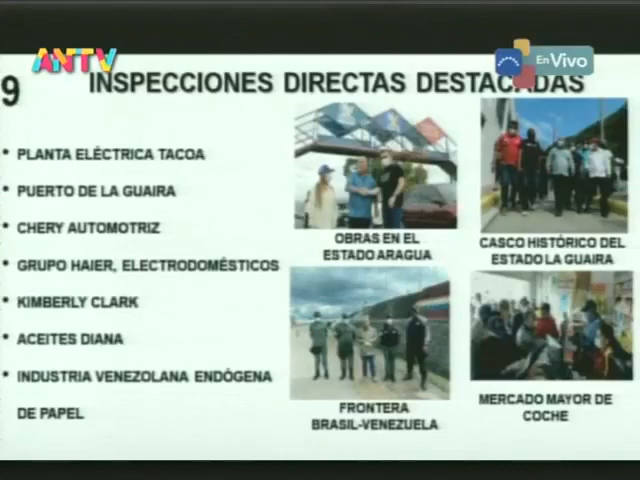 ANTV
En Vivo
9
INSPECCIONES DIRECTAS DESTACADAS
• PLANTA ELÉCTRICA TACOA
• PUERTO DE LA GUAIRA
• CHERY AUTOMOTRIZ
• GRUPO HAIER, ELECTRODOMÉSTICOS
• KIMBERLY CLARK
• ACEITES DIANA
• INDUSTRIA VENEZOLANA ENDÓGENA
DE PAPEL
OBRAS EN EL
ESTADO ARAGUA
CASCO HISTÓRICO DEL
ESTADO LA GUAIRA
FRONTERA
BRASIL-VENEZUELA
MERCADO MAYOR DE
COCHE